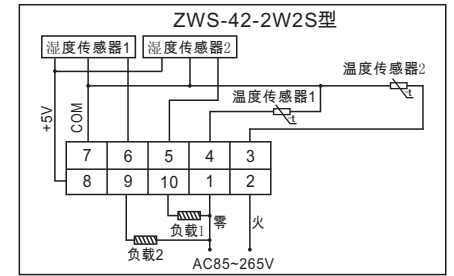 ZWS-42-2W2S型
湿度传感器1 湿度传感器2
温度传感器2
温度传感器1
+5V
COM
t
t
7 6 5 4 3
8 9 10 1 2
负载1
零
火
负载2
AC85~265V